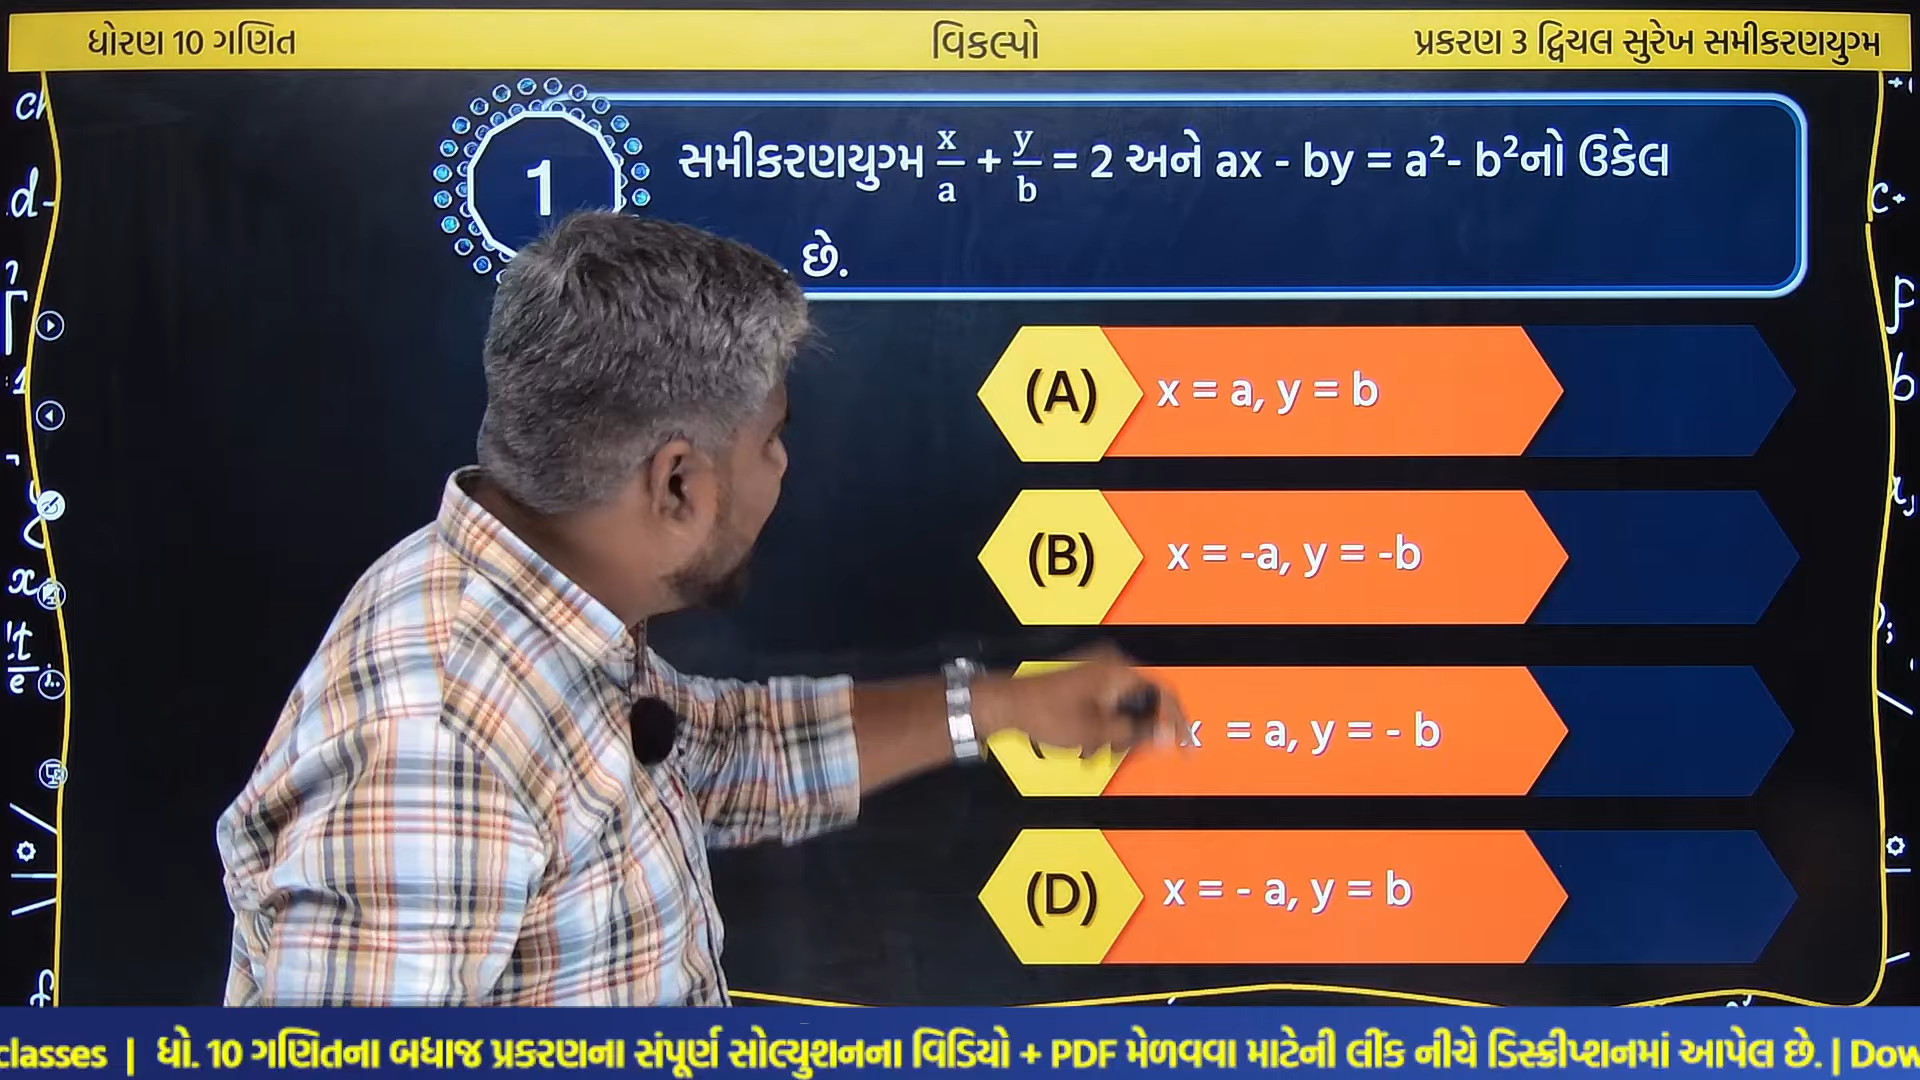 ધોરણ 10 ગણિત
વિકલ્પો
પ્રકરણ 3 દ્વિચલ સુરેખ સમીકરણયુગ્મ
1
સમીકરણયુગ્મ x/a + y/b = 2 અને ax - by = a²- b²નો ઉકેલ
. છે.
(A) x = a, y = b
(B) x = -a, y = -b
x = a, y = - b
(D) x = - a, y = b
classes | ધો. 10 ગણિતના બધાજ પ્રકરણના સંપૂર્ણ સોલ્યુશનના વિડિયો + PDF મેળવવા માટેની લીંક નીચે ડિસ્ક્રીપ્શનમાં આપેલ છે. | Dow